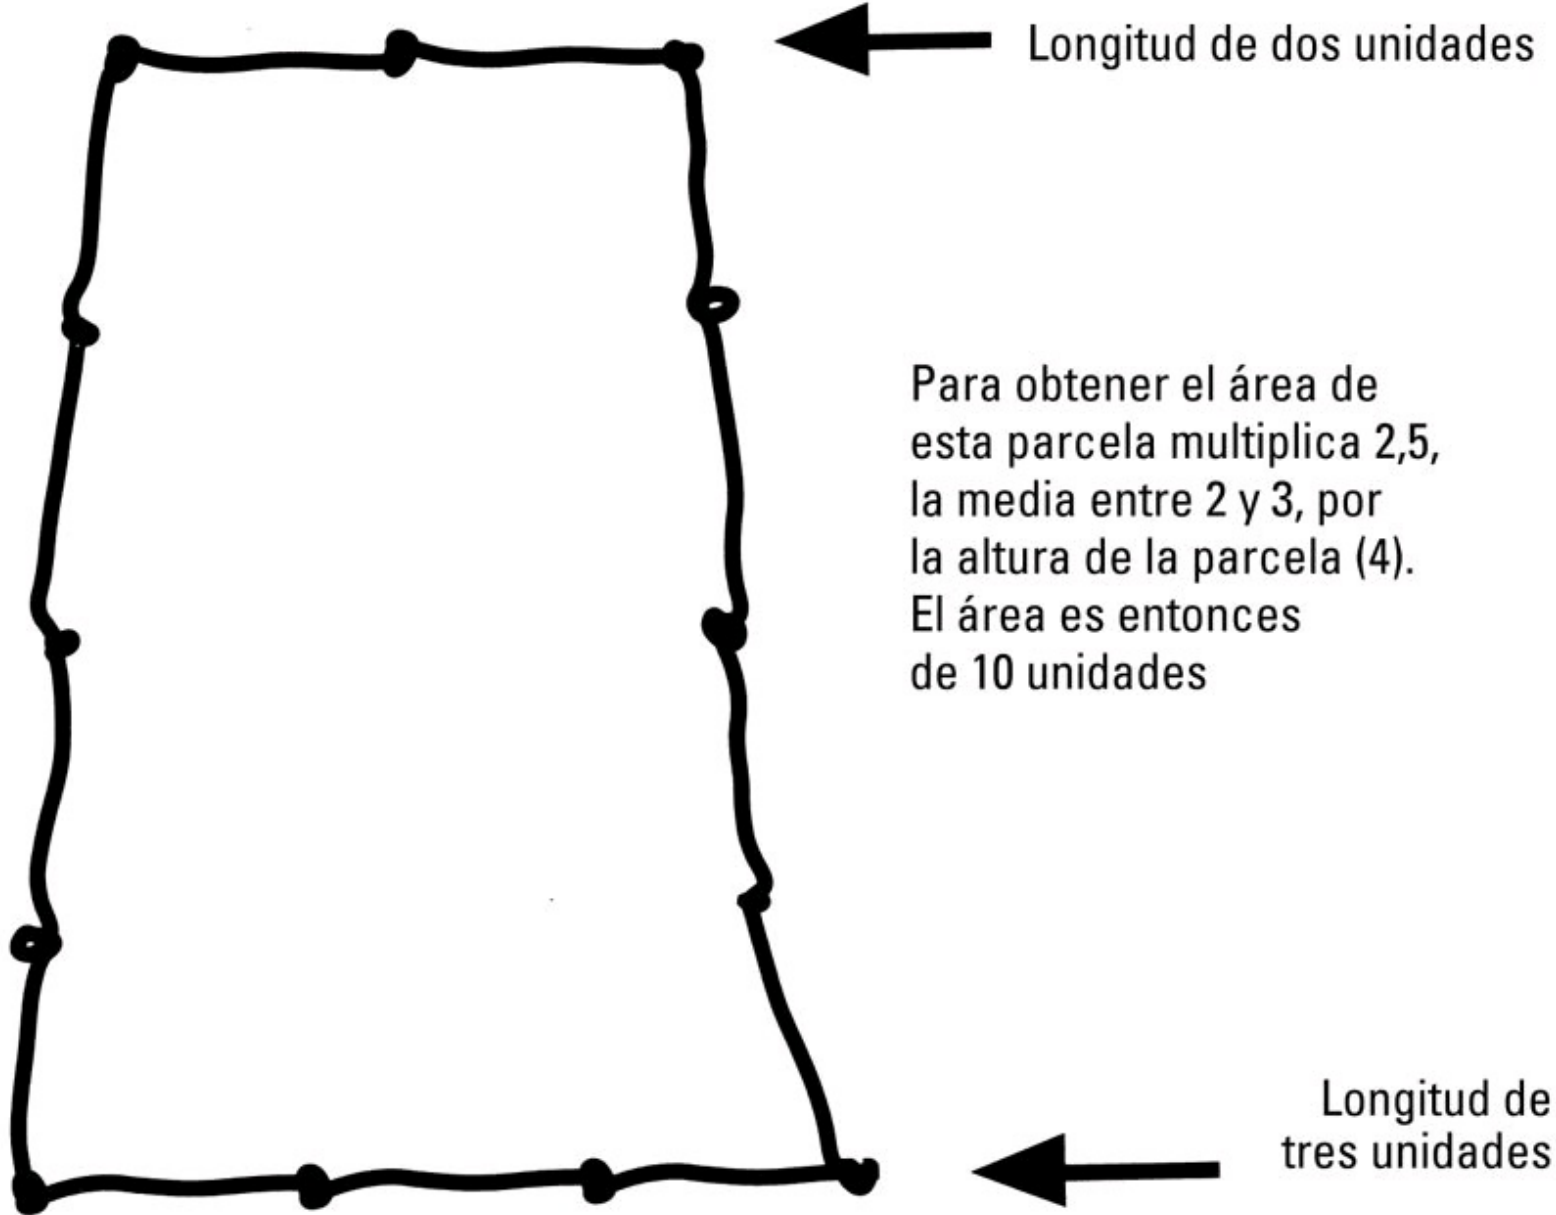 Longitud de dos unidades
Para obtener el área de
esta parcela multiplica 2,5,
la media entre 2 y 3, por
la altura de la parcela (4).
El área es entonces
de 10 unidades
Longitud de
tres unidades